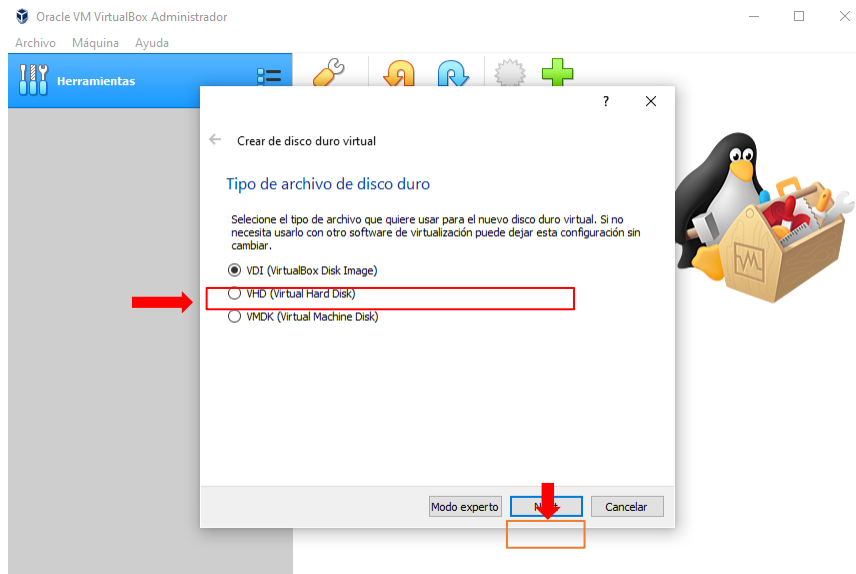 Oracle VM VirtualBox Administrador
Archivo Máquina Ayuda
Herramientas
?
Crear de disco duro virtual
Tipo de archivo de disco duro
Selecione el tipo de archivo que quiere usar para el nuevo disco duro virtual. Si no
necesita usarlo con otro software de virtualización puede dejar esta configuración sin
cambiar.
VDI (VirtualBox Disk Image)
VHD (Virtual Hard Disk)
VMDK (Virtual Machine Disk)
Modo experto Cancelar